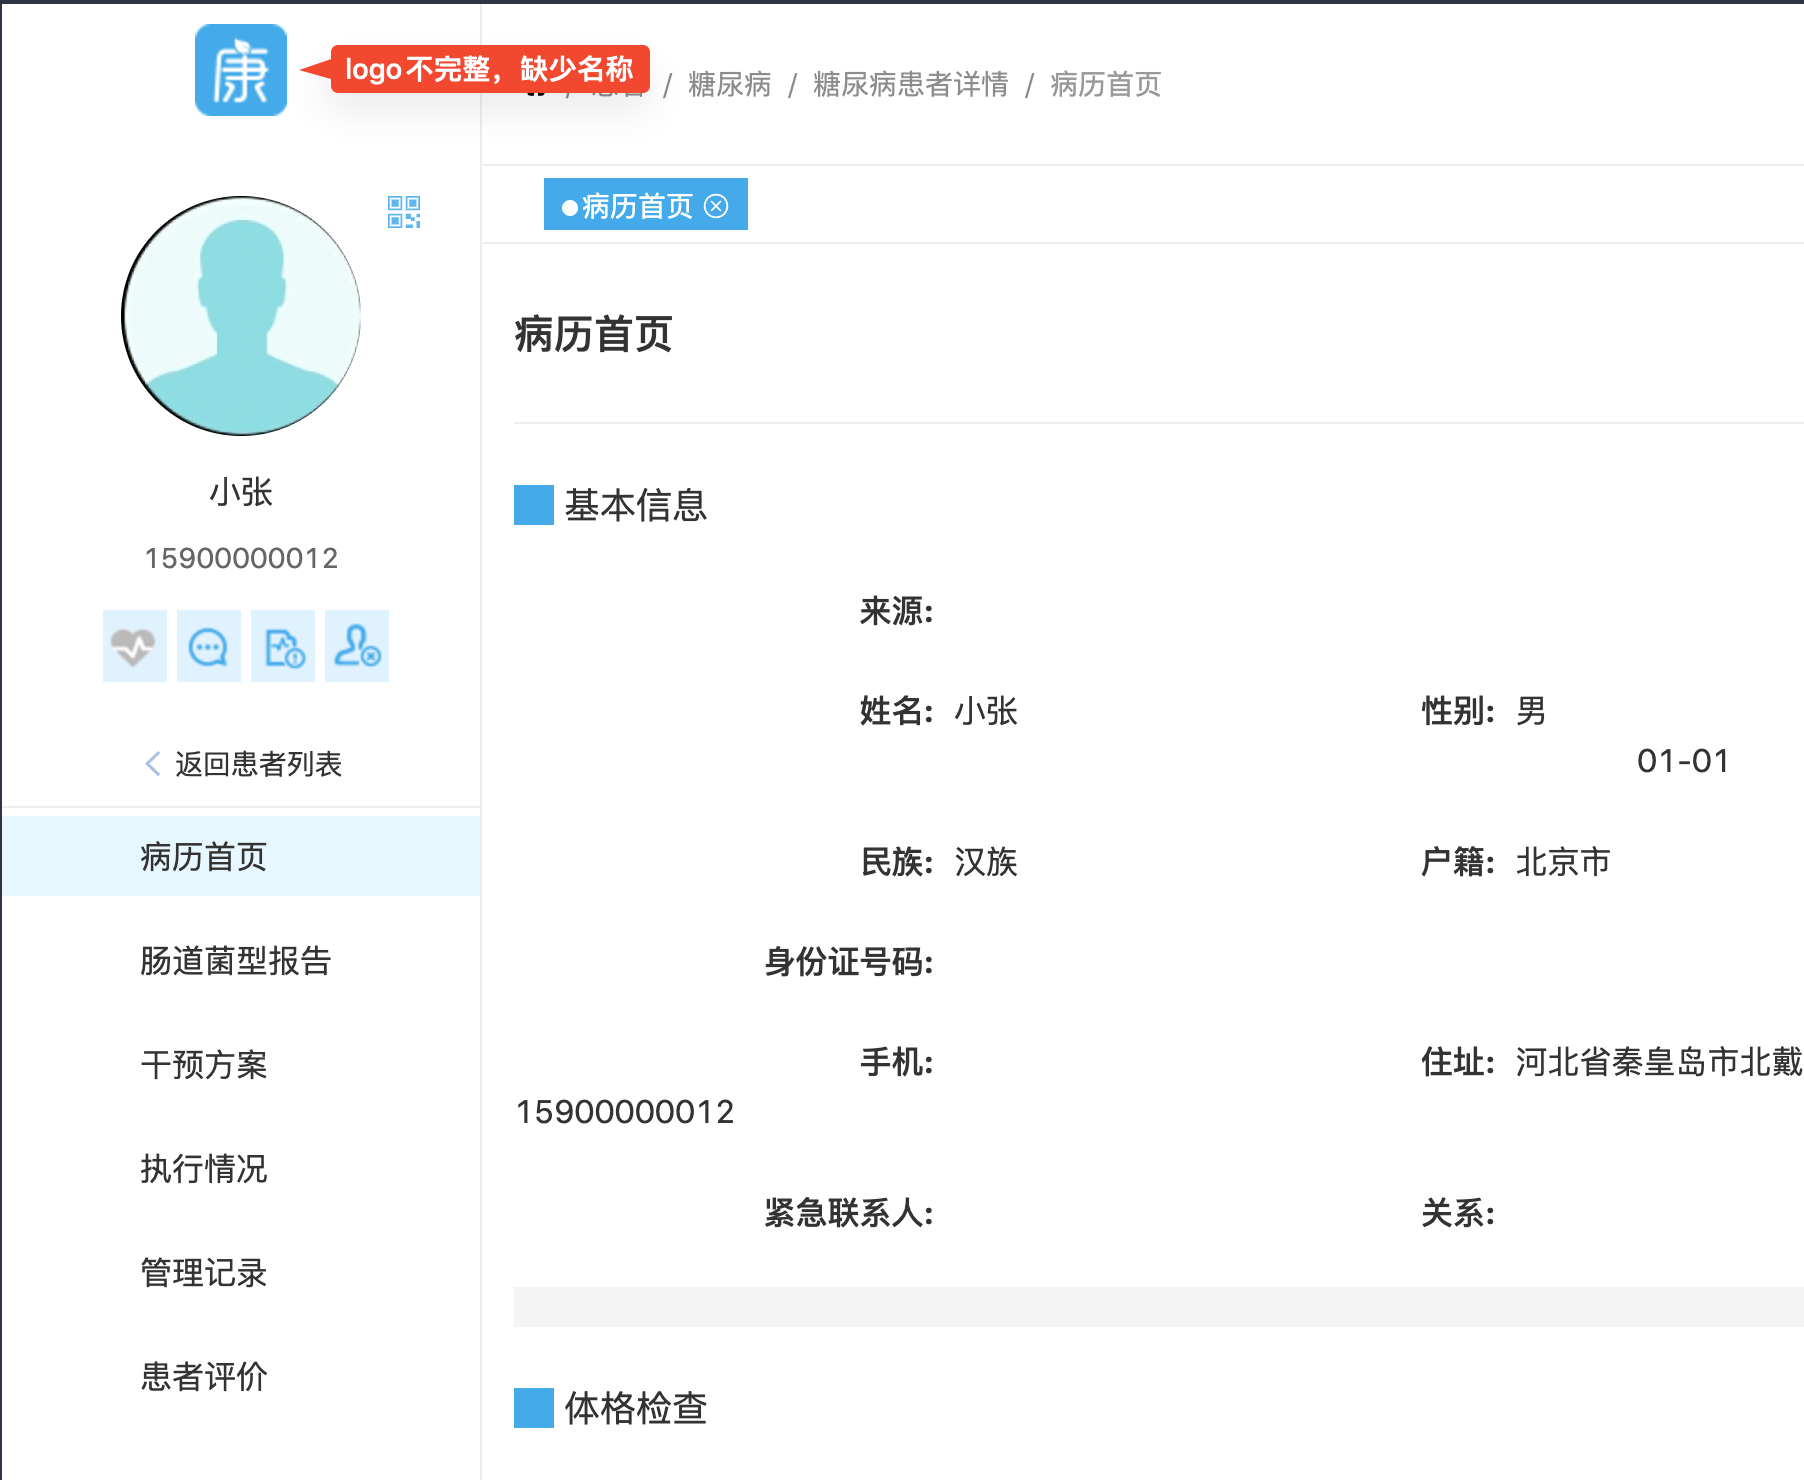 康
logo不完整，缺少名称
/ 糖尿病 / 糖尿病患者详情 / 病历首页
病历首页
小张
15900000012
返回患者列表
病历首页
肠道菌型报告
干预方案
执行情况
管理记录
患者评价
病历首页
基本信息
来源:
姓名: 小张
性别: 男
01-01
民族: 汉族
户籍: 北京市
身份证号码:
手机:
15900000012
住址: 河北省秦皇岛市北戴
紧急联系人:
关系:
体格检查